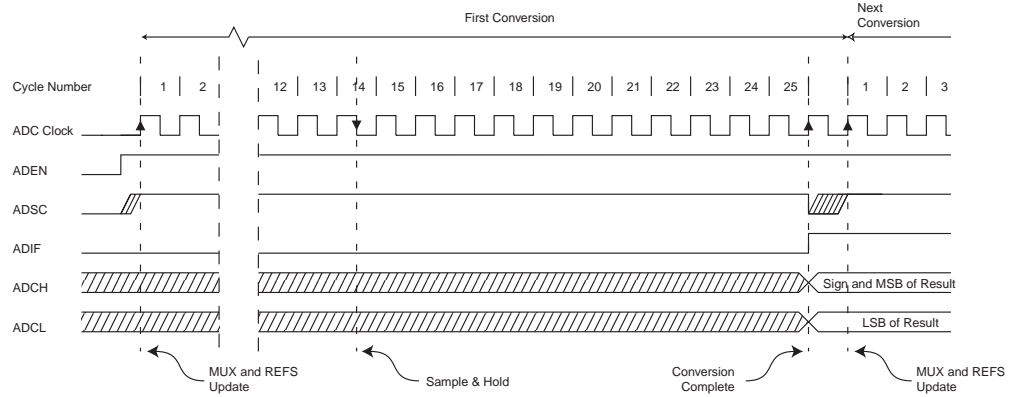 First Conversion
Next
Conversion
Cycle Number 1 2 12 13 14 15 16 17 18 19 20 21 22 23 24 25 1 2 3
ADC Clock
ADEN
ADSC
ADIF
ADCH Sign and MSB of Result
ADCL LSB of Result
MUX and REFS
Update
Sample & Hold
Conversion
Complete
MUX and REFS
Update